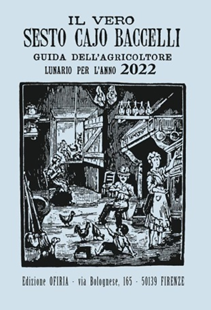 IL VERO
SESTO CAJO BACCELLI
GUIDA DELL'AGRICOLTORE
LUNARIO PER L'ANNO 2022
Edizione OFIRIA - via Bolognese, 165 - 50139 FIRENZE